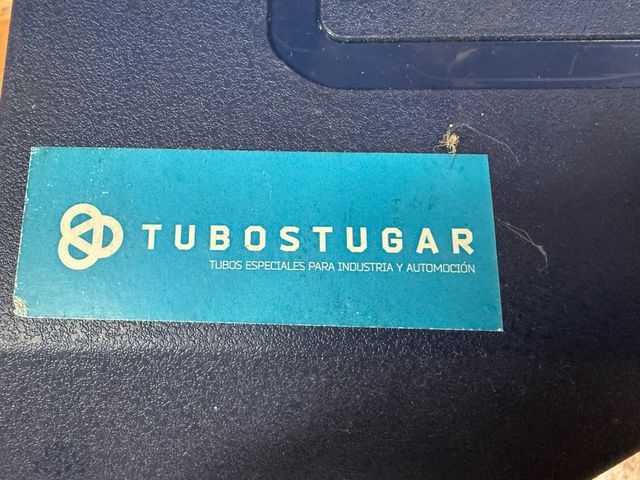 TUBOSTUGAR
TUBOS ESPECIALES PARA INDUSTRIA Y AUTOMOCIÓN